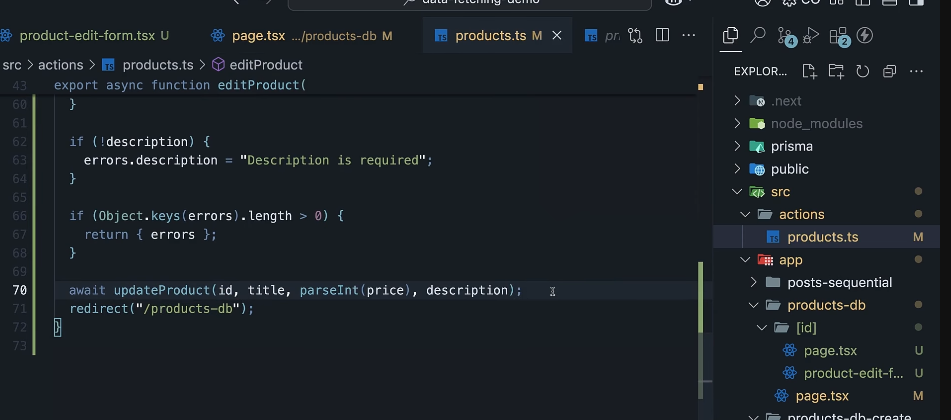 data-fetching-demo
product-edit-form.tsx U
page.tsx .../products-db M
products.ts M
pr
src > actions > products.ts > editProduct
43 export async function editProduct(
60 }
61
62 if (!description) {
63 errors.description = "Description is required";
64 }
65
66 if (Object.keys(errors).length > 0) {
67 return { errors };
68 }
69
70 await updateProduct(id, title, parseInt(price), description);
71 redirect("/products-db");
72 }
73
4
2
EXPLOR...
.next
node_modules
prisma
public
src
actions
products.ts M
app
posts-sequential
products-db
[id]
page.tsx U
product-edit-f... U
page.tsx M
products-db-create